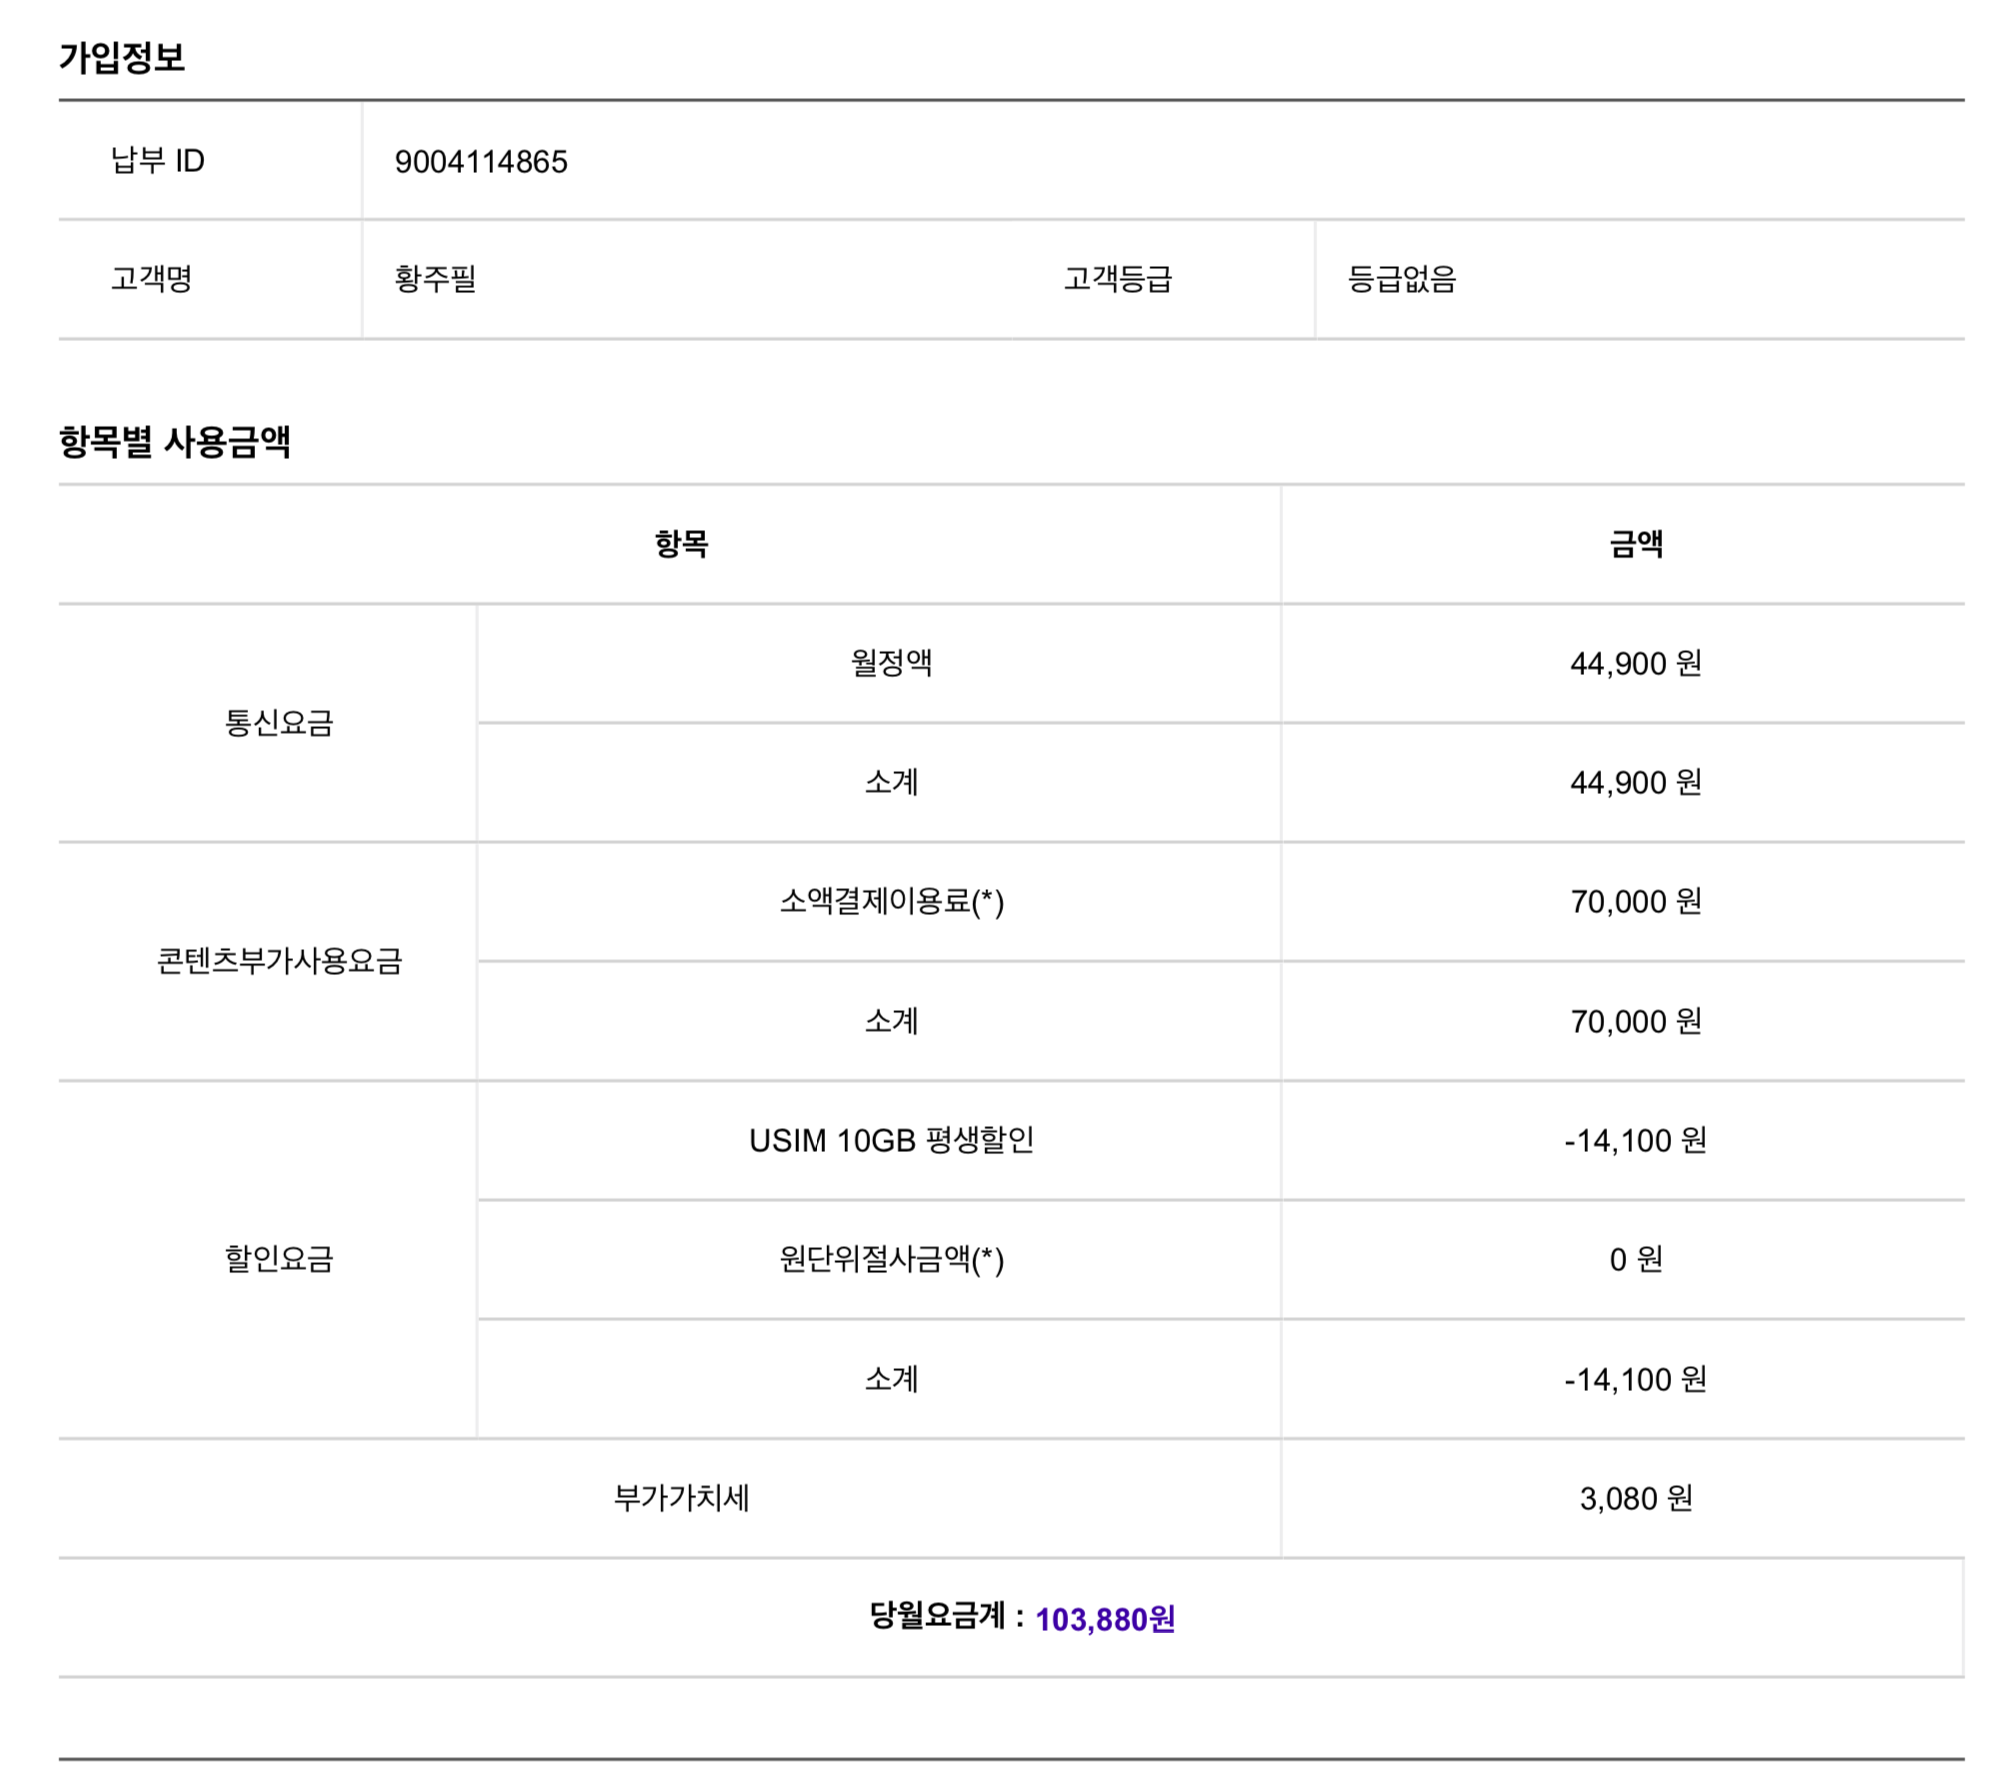 가입정보
납부 ID 9004114865
고객명 황주필 고객등급 등급없음
항목별 사용금액
항목 금액
통신요금
월정액 44,900 원
소계 44,900 원
콘텐츠부가사용요금
소액결제이용료(*) 70,000 원
소계 70,000 원
할인요금
USIM 10GB 평생할인 -14,100 원
원단위절사금액(*) 0 원
소계 -14,100 원
부가가치세 3,080 원
당월요금계 : 103,880원